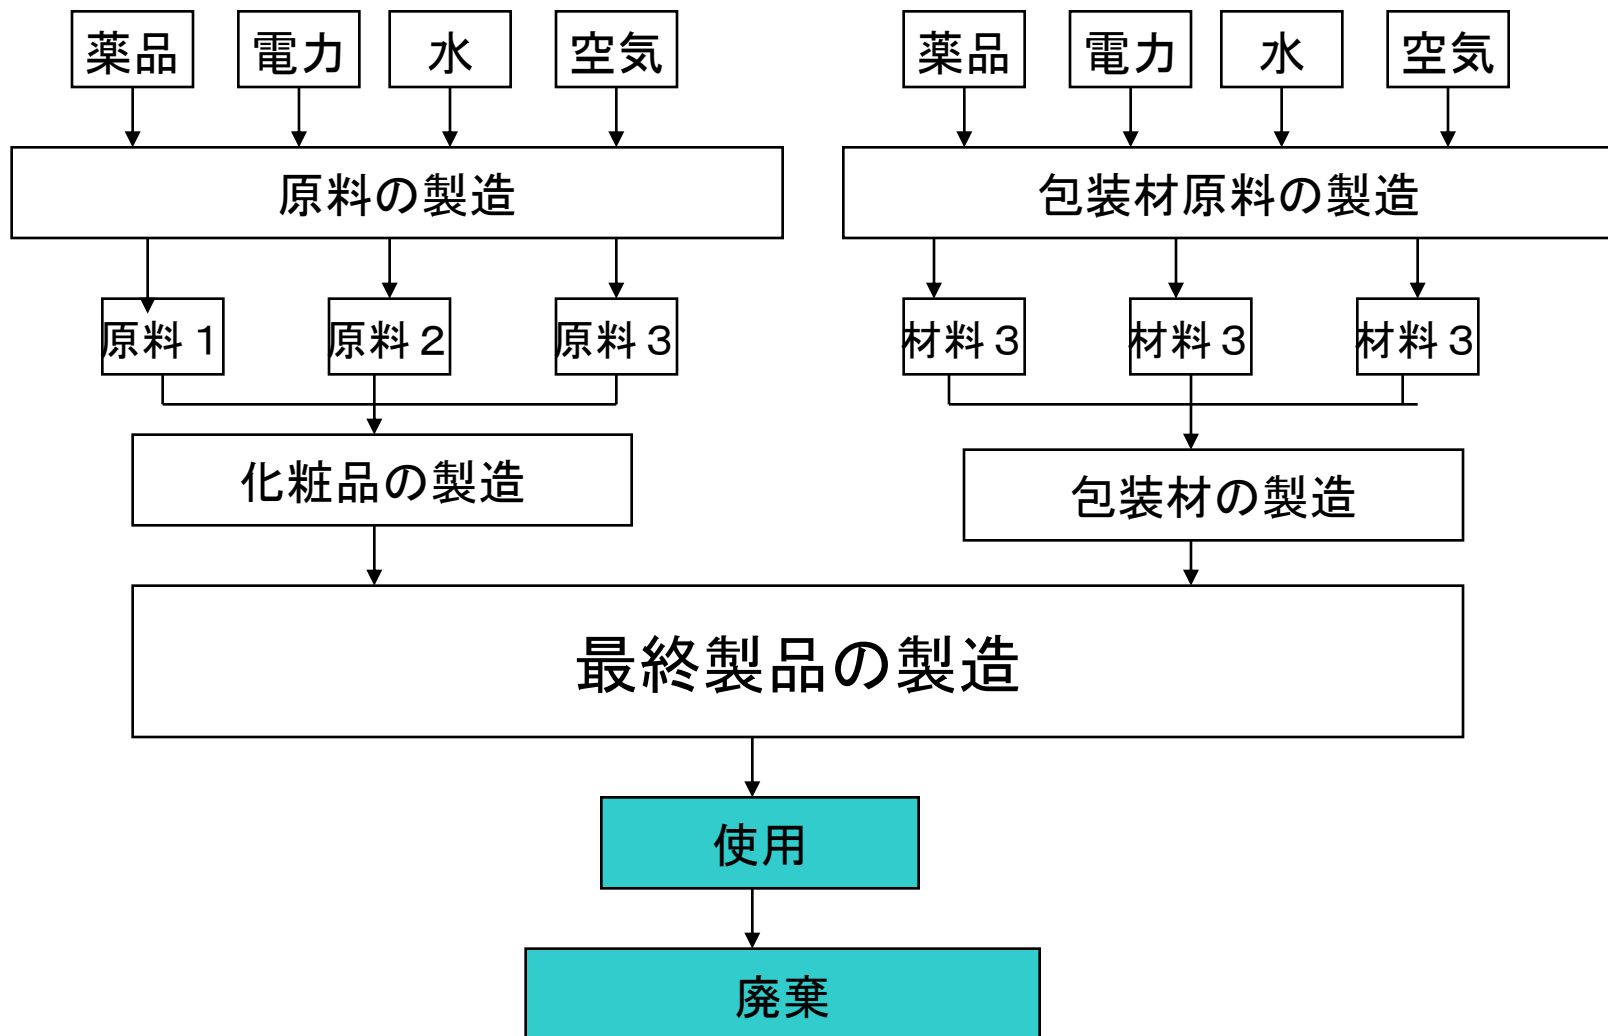 薬品
電力
水
空気
薬品
電力
水
空気
原料の製造
包装材原料の製造
原料１
原料２
原料３
材料３
材料３
材料３
化粧品の製造
包装材の製造
最終製品の製造
使用
廃棄